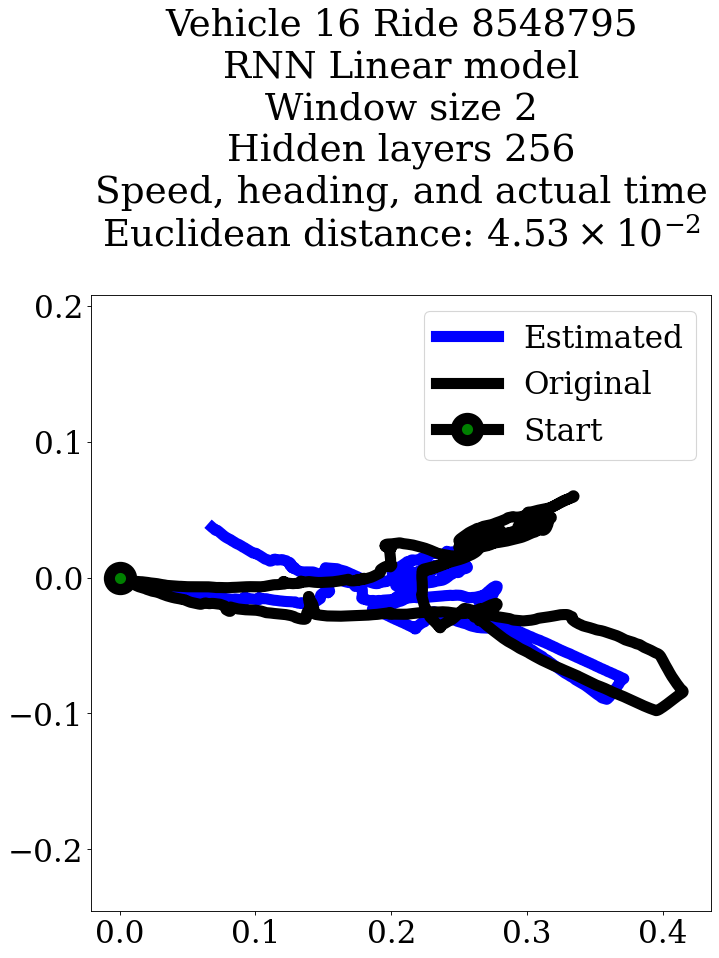 Vehicle 16 Ride 8548795
RNN Linear model
Window size 2
Hidden layers 256
Speed, heading, and actual time
Euclidean distance: 4.53 × 10⁻²
Estimated
Original
Start
0.2
0.1
0.0
−0.1
−0.2
0.0 0.1 0.2 0.3 0.4